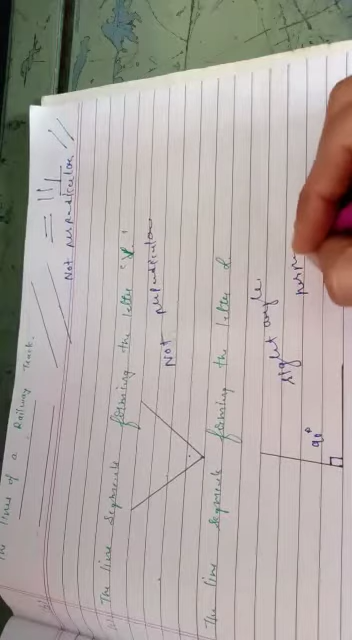 The lines of a Railway Track.
Not perpendicular
The line segments forming the letter 'V'.
Not perpendicular
The line segments forming the letter L
90°
right angle.